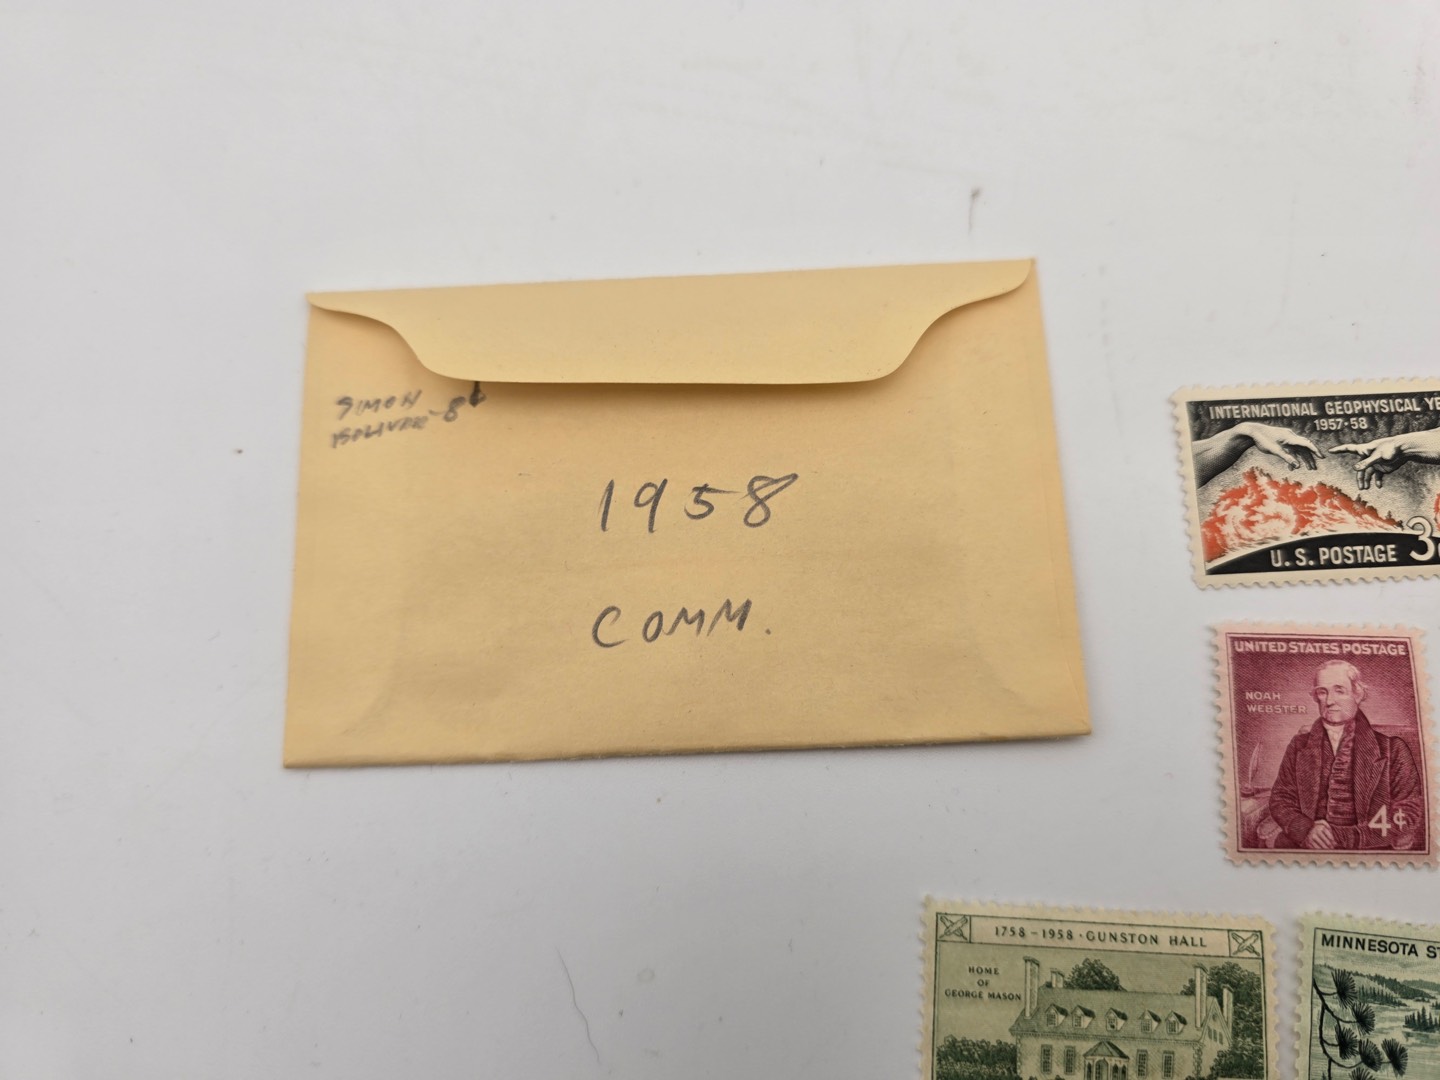 SIMON
BOLIVAR-8¢
1958
COMM.
INTERNATIONAL GEOPHYSICAL YE
1957-58
U. S. POSTAGE 3
UNITED STATES POSTAGE
NOAH
WEBSTER
4¢
1758 - 1958 · GUNSTON HALL
HOME
OF
GEORGE MASON
MINNESOTA ST